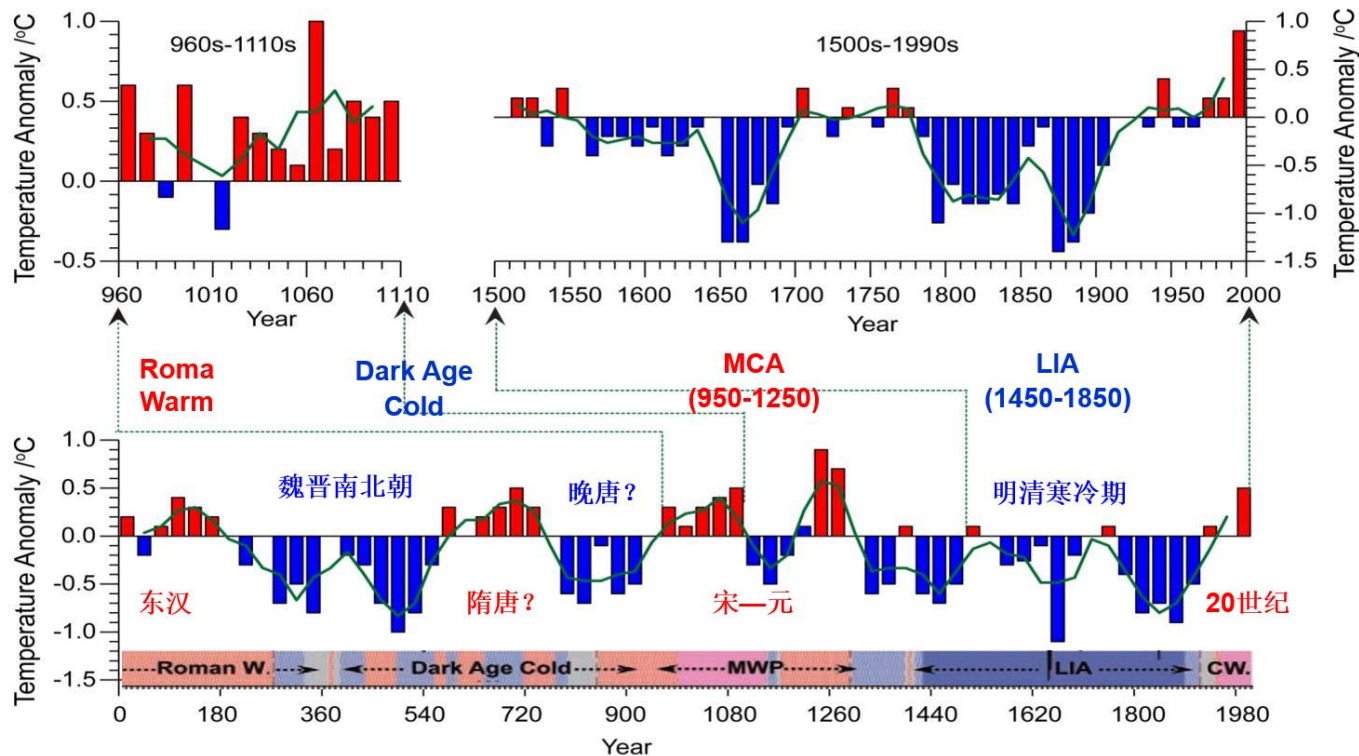 960s-1110s
1500s-1990s
Temperature Anomaly /ºC
1.0
0.5
0.0
-0.5
960
1010
1060
1110
Year
1.0
0.5
0.0
-0.5
-1.0
-1.5
Temperature Anomaly /ºC
1500
1550
1600
1650
1700
1750
1800
1850
1900
1950
2000
Year
Roma
Warm
Dark Age
Cold
MCA
(950-1250)
LIA
(1450-1850)
Temperature Anomaly /ºC
1.0
0.5
0.0
-0.5
-1.0
-1.5
魏晋南北朝
晚唐?
明清寒冷期
东汉
隋唐?
宋—元
20世纪
Roman W.
Dark Age Cold
MWP
LIA
CW.
0
180
360
540
720
900
1080
1260
1440
1620
1800
1980
Year